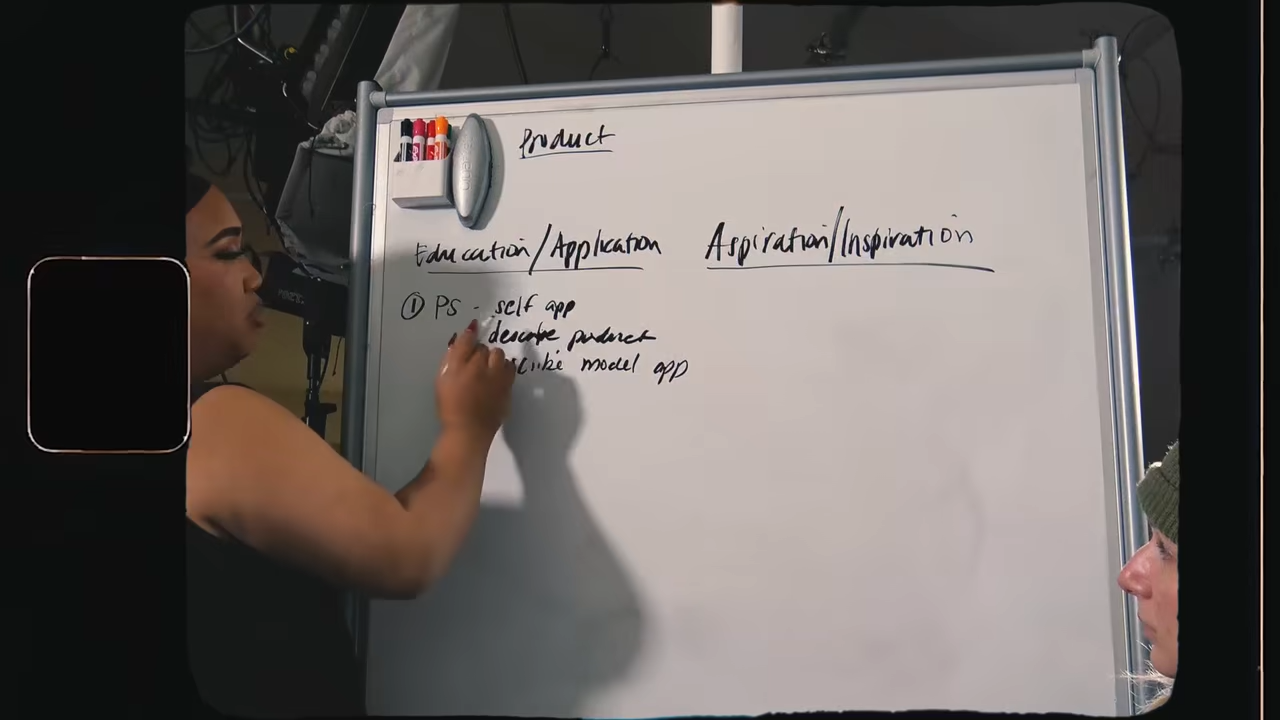 Product
Education/Application
Aspiration/Inspiration
① PS - self app
describe product
model app